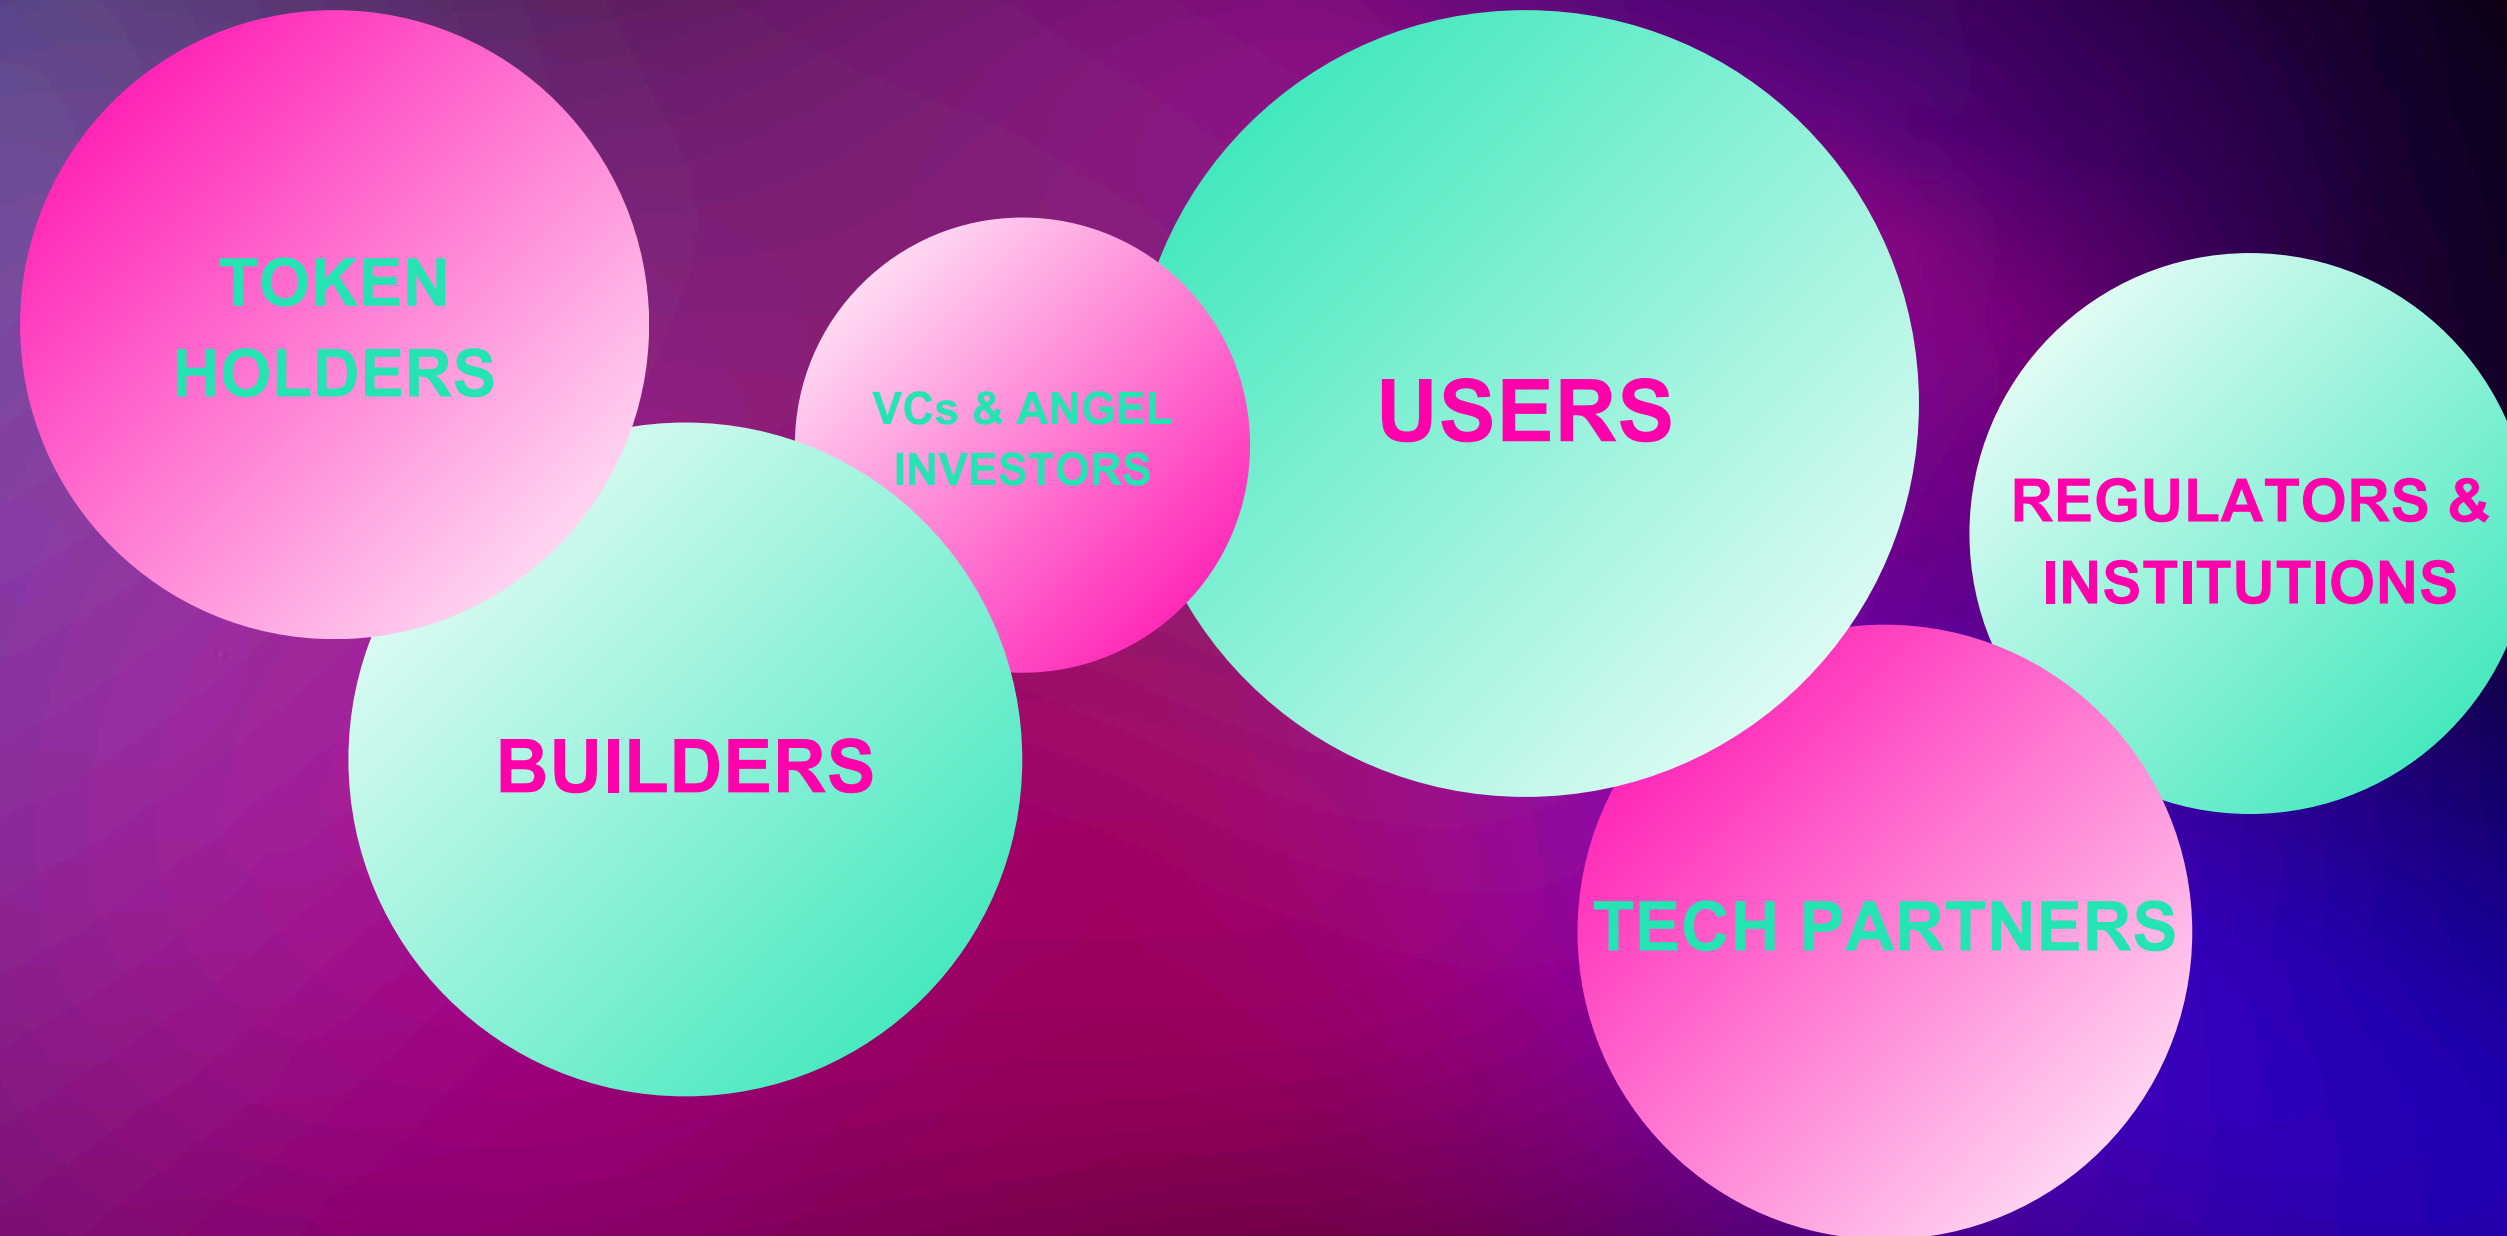 TOKEN
HOLDERS
VCs & ANGEL
INVESTORS
USERS
REGULATORS &
INSTITUTIONS
BUILDERS
TECH PARTNERS